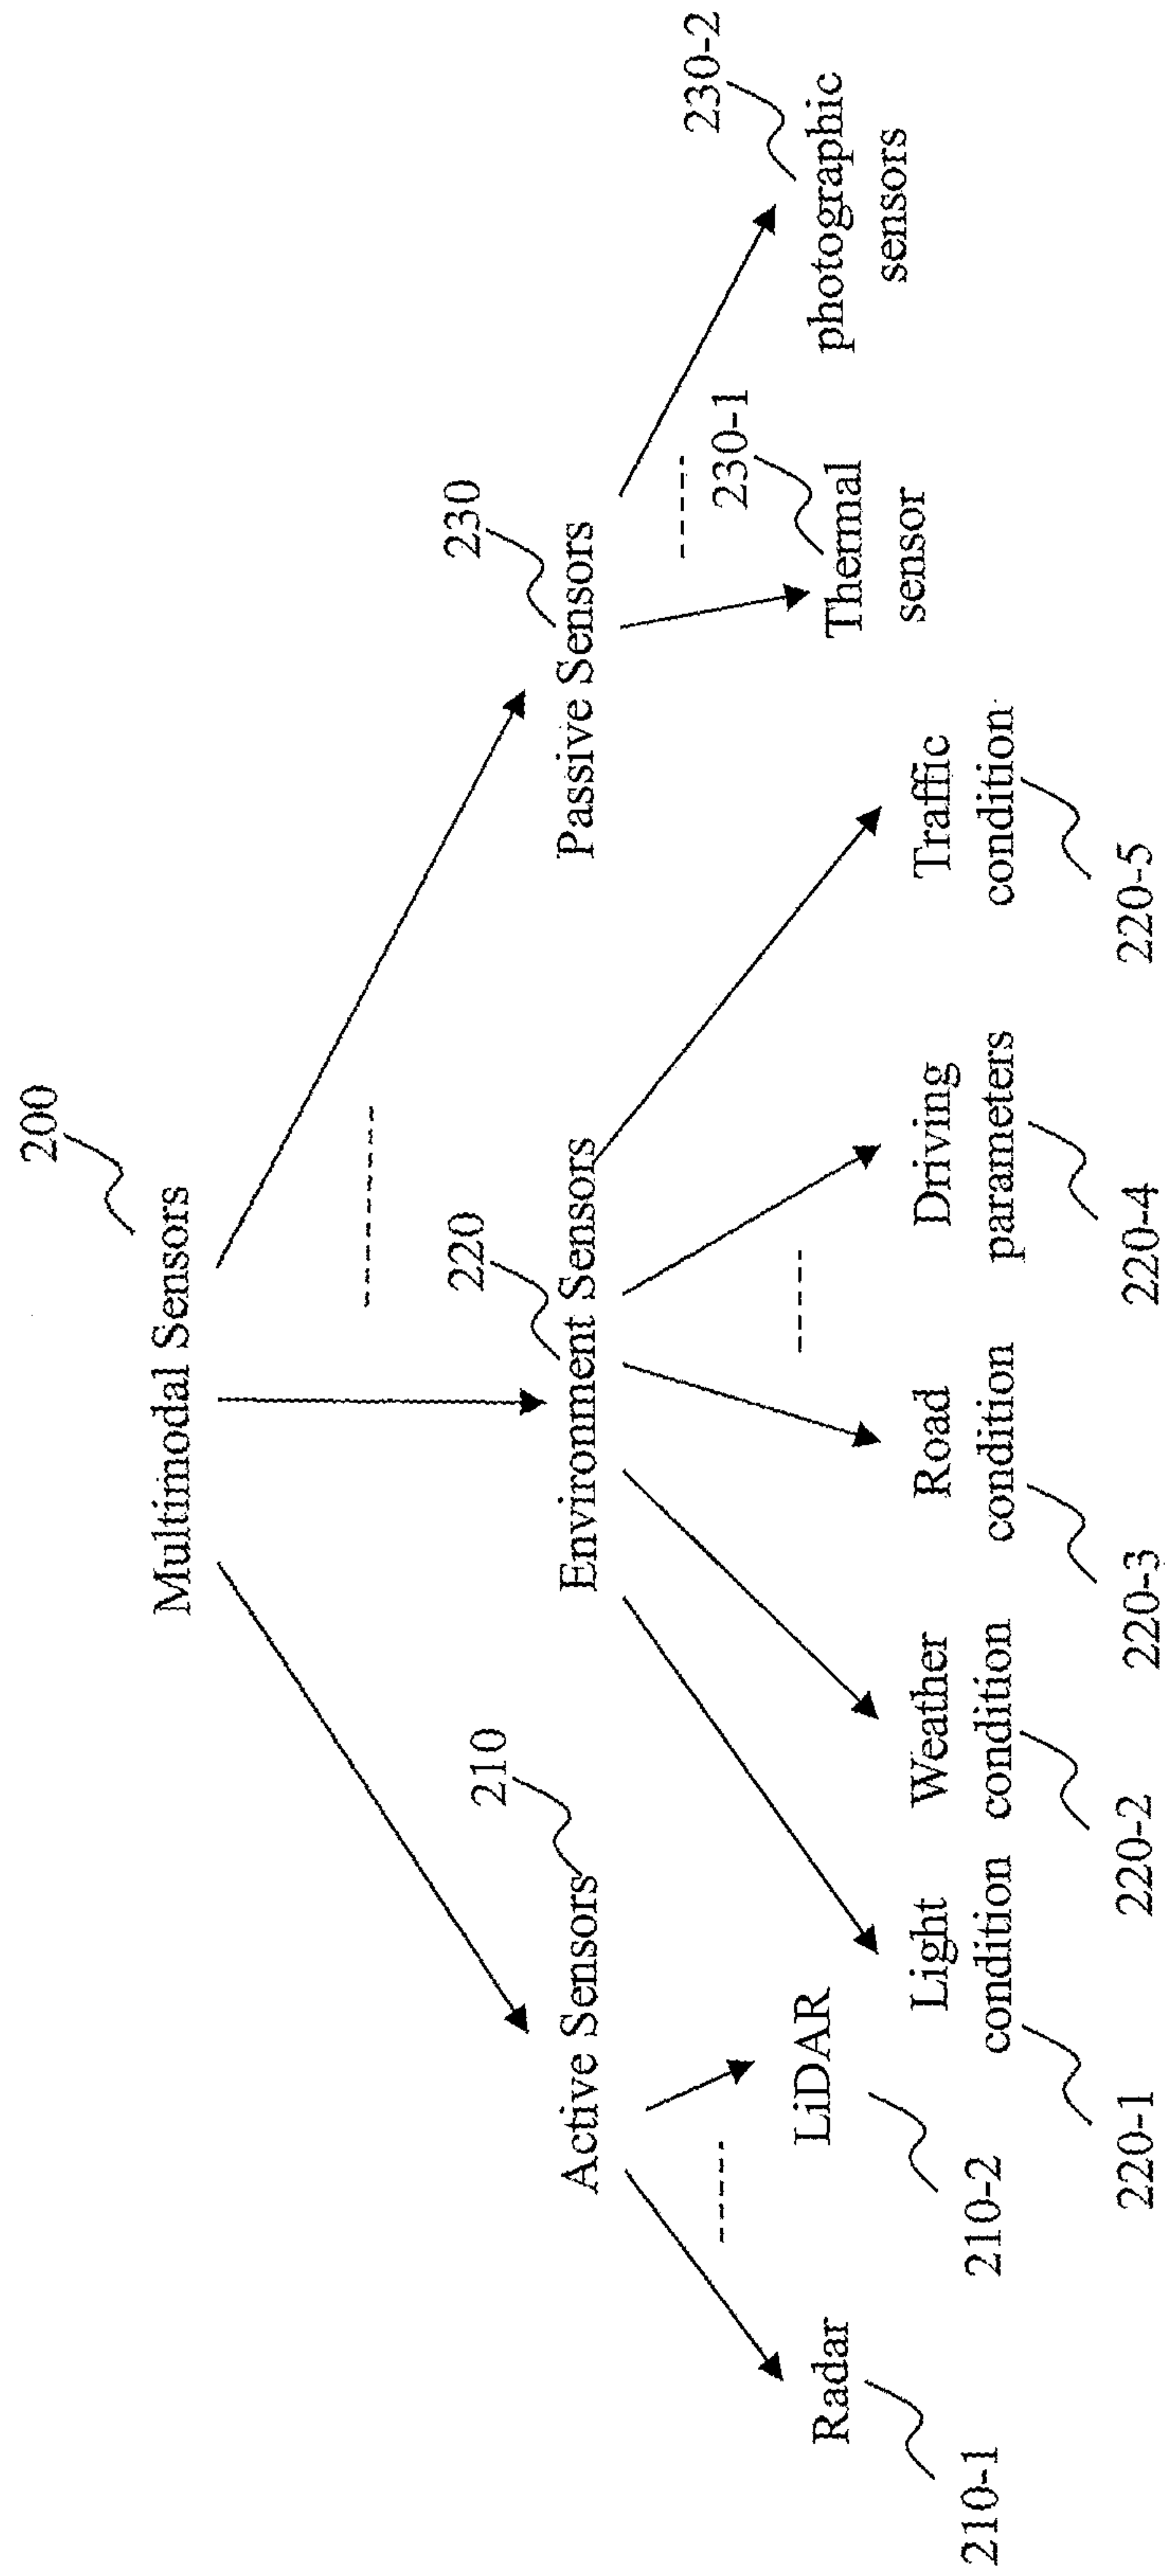 200
Multimodal Sensors
210
Active Sensors
220
Environment Sensors
230
Passive Sensors
Radar
210-1
LiDAR
210-2
Light
condition
220-1
Weather
condition
220-2
Road
condition
220-3
Driving
parameters
220-4
Traffic
condition
220-5
230-1
Thermal
sensor
230-2
photographic
sensors